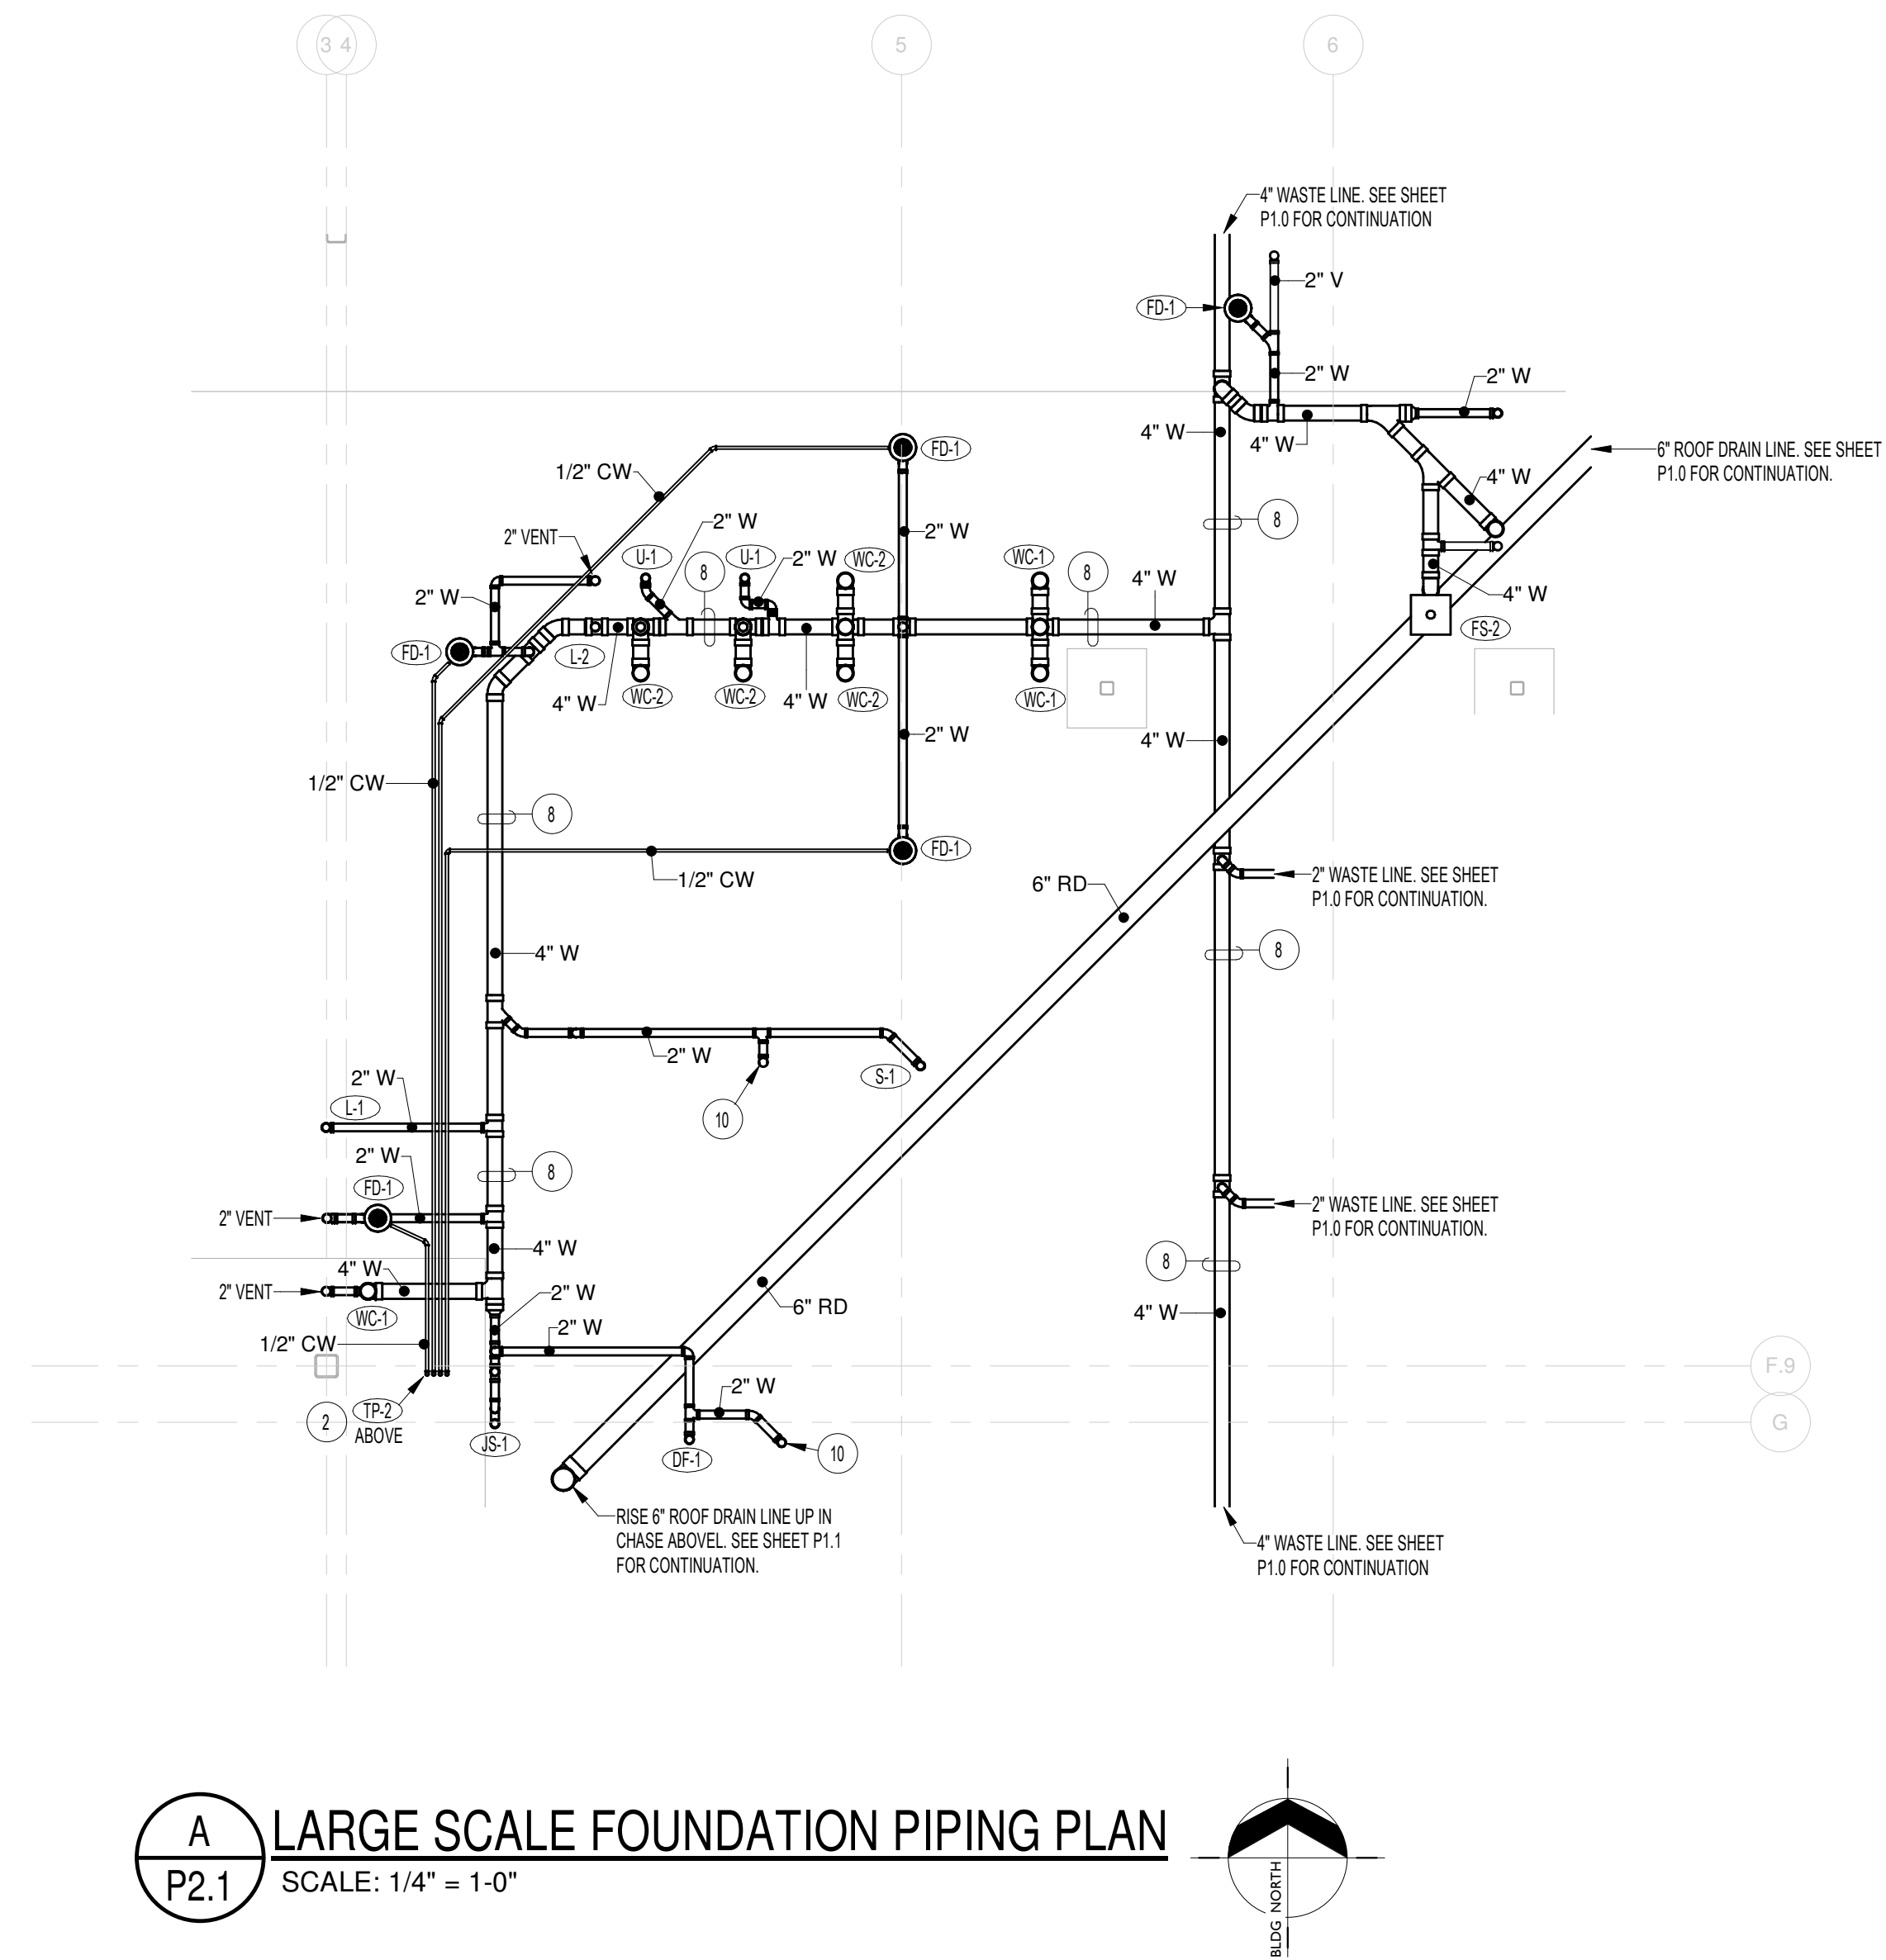 3 4
5
6
4" WASTE LINE. SEE SHEET
P1.0 FOR CONTINUATION
2" V
FD-1
2" W
2" W
4" W
4" W
FD-1
6" ROOF DRAIN LINE. SEE SHEET
P1.0 FOR CONTINUATION.
1/2" CW
4" W
8
2" W
2" W
2" VENT
U-1
8
U-1
2" W
WC-2
WC-1
8
4" W
2" W
4" W
FS-2
FD-1
L-2
WC-2
WC-2
WC-2
WC-1
4" W
4" W
2" W
4" W
1/2" CW
8
FD-1
1/2" CW
6" RD
2" WASTE LINE. SEE SHEET
P1.0 FOR CONTINUATION.
4" W
8
2" W
2" W
S-1
L-1
10
2" W
8
FD-1
2" VENT
2" WASTE LINE. SEE SHEET
P1.0 FOR CONTINUATION.
4" W
4" W
8
2" VENT
2" W
6" RD
WC-1
2" W
4" W
1/2" CW
F.9
2" W
2
TP-2
ABOVE
JS-1
DF-1
10
G
RISE 6" ROOF DRAIN LINE UP IN
CHASE ABOVEL. SEE SHEET P1.1
FOR CONTINUATION.
4" WASTE LINE. SEE SHEET
P1.0 FOR CONTINUATION
A
P2.1
LARGE SCALE FOUNDATION PIPING PLAN
SCALE: 1/4" = 1-0"
BLDG NORTH